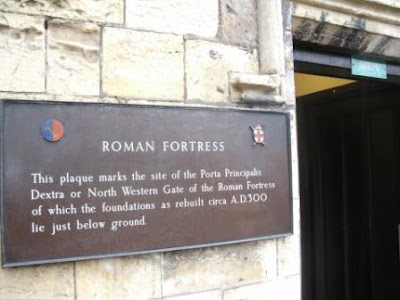 ROMAN FORTRESS
This plaque marks the site of the Porta Principalis
Dextra or North Western Gate of the Roman Fortress
of which the foundations as rebuilt circa A.D.300
lie just below ground.